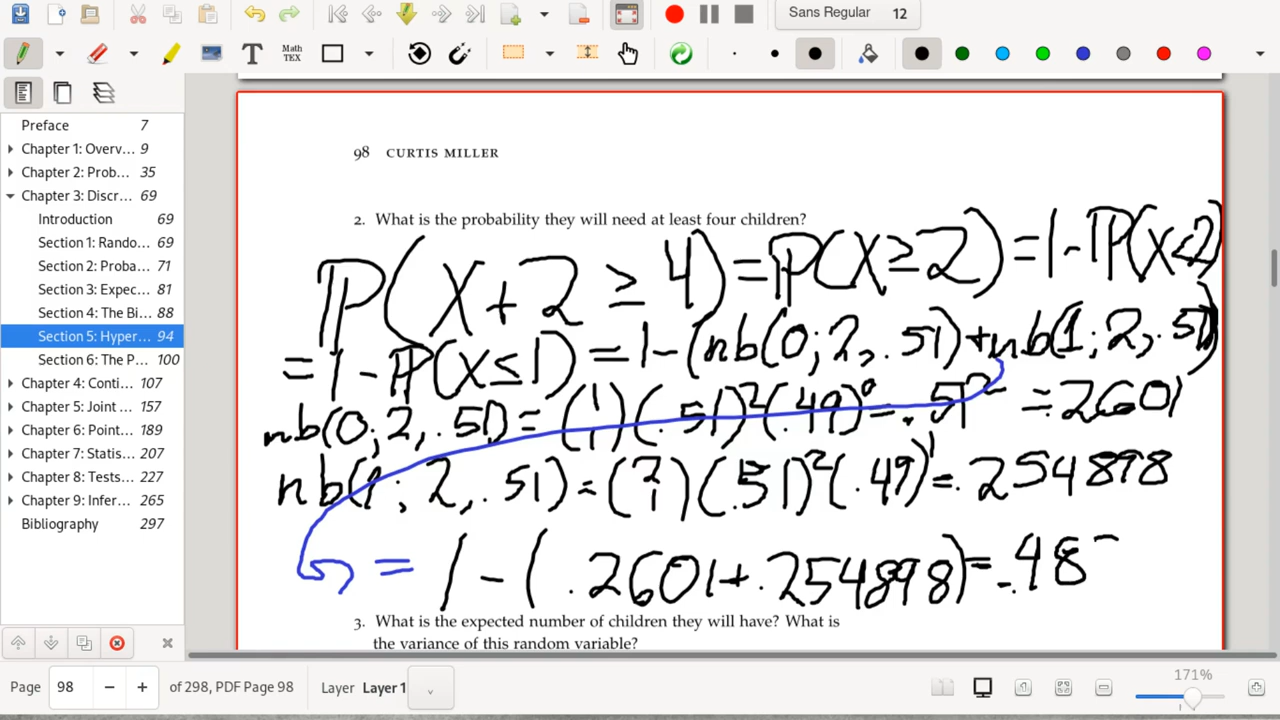 Sans Regular 12
T Math TEX
Preface 7
Chapter 1: Overv... 9
Chapter 2: Prob... 35
Chapter 3: Discr... 69
Introduction 69
Section 1: Rando... 69
Section 2: Proba... 71
Section 3: Expec... 81
Section 4: The Bi... 88
Section 5: Hyper... 94
Section 6: The P... 100
Chapter 4: Conti... 107
Chapter 5: Joint ... 157
Chapter 6: Point... 189
Chapter 7: Statis... 207
Chapter 8: Tests... 227
Chapter 9: Infer... 265
Bibliography 297
98 CURTIS MILLER
2. What is the probability they will need at least four children?
ℙ(X+2 ≥ 4) = ℙ(X≥2) = 1-ℙ(X<2)
= 1-ℙ(X≤1) = 1-(nb(0;2,.51)+nb(1;2,.51))
nb(0;2,.51) = (1 1)(.51)²(.49)⁰ = .51² = .2601
nb(1;2,.51) = (2 1)(.51)²(.49)¹ = .254898
= 1-(.2601+.254898) = .48
3. What is the expected number of children they will have? What is
the variance of this random variable?
Page 98 of 298, PDF Page 98 Layer Layer 1 171%